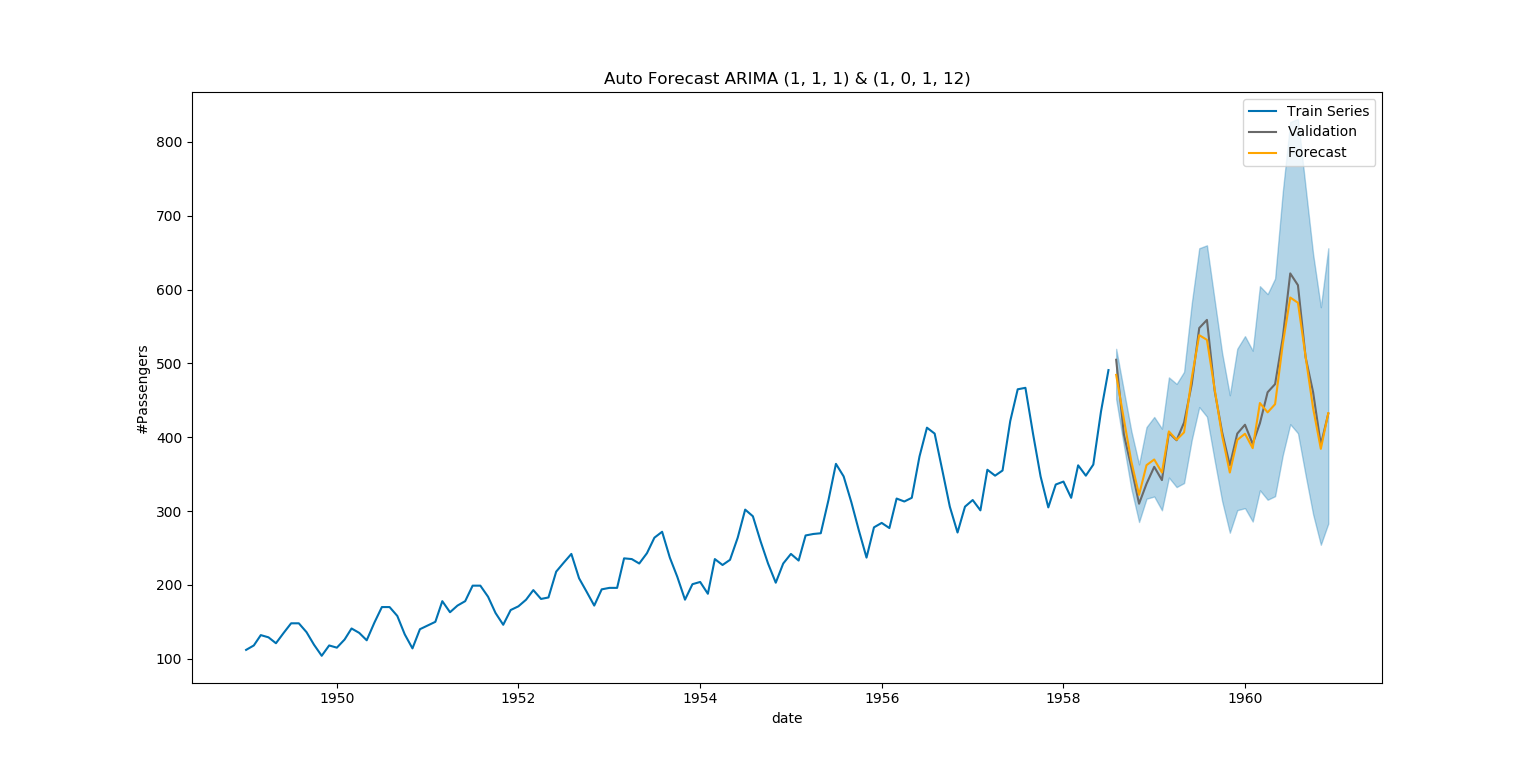 Auto Forecast ARIMA (1, 1, 1) & (1, 0, 1, 12)
Train Series
Validation
Forecast
800
700
600
500
400
300
200
100
#Passengers
1950
1952
1954
1956
1958
1960
date